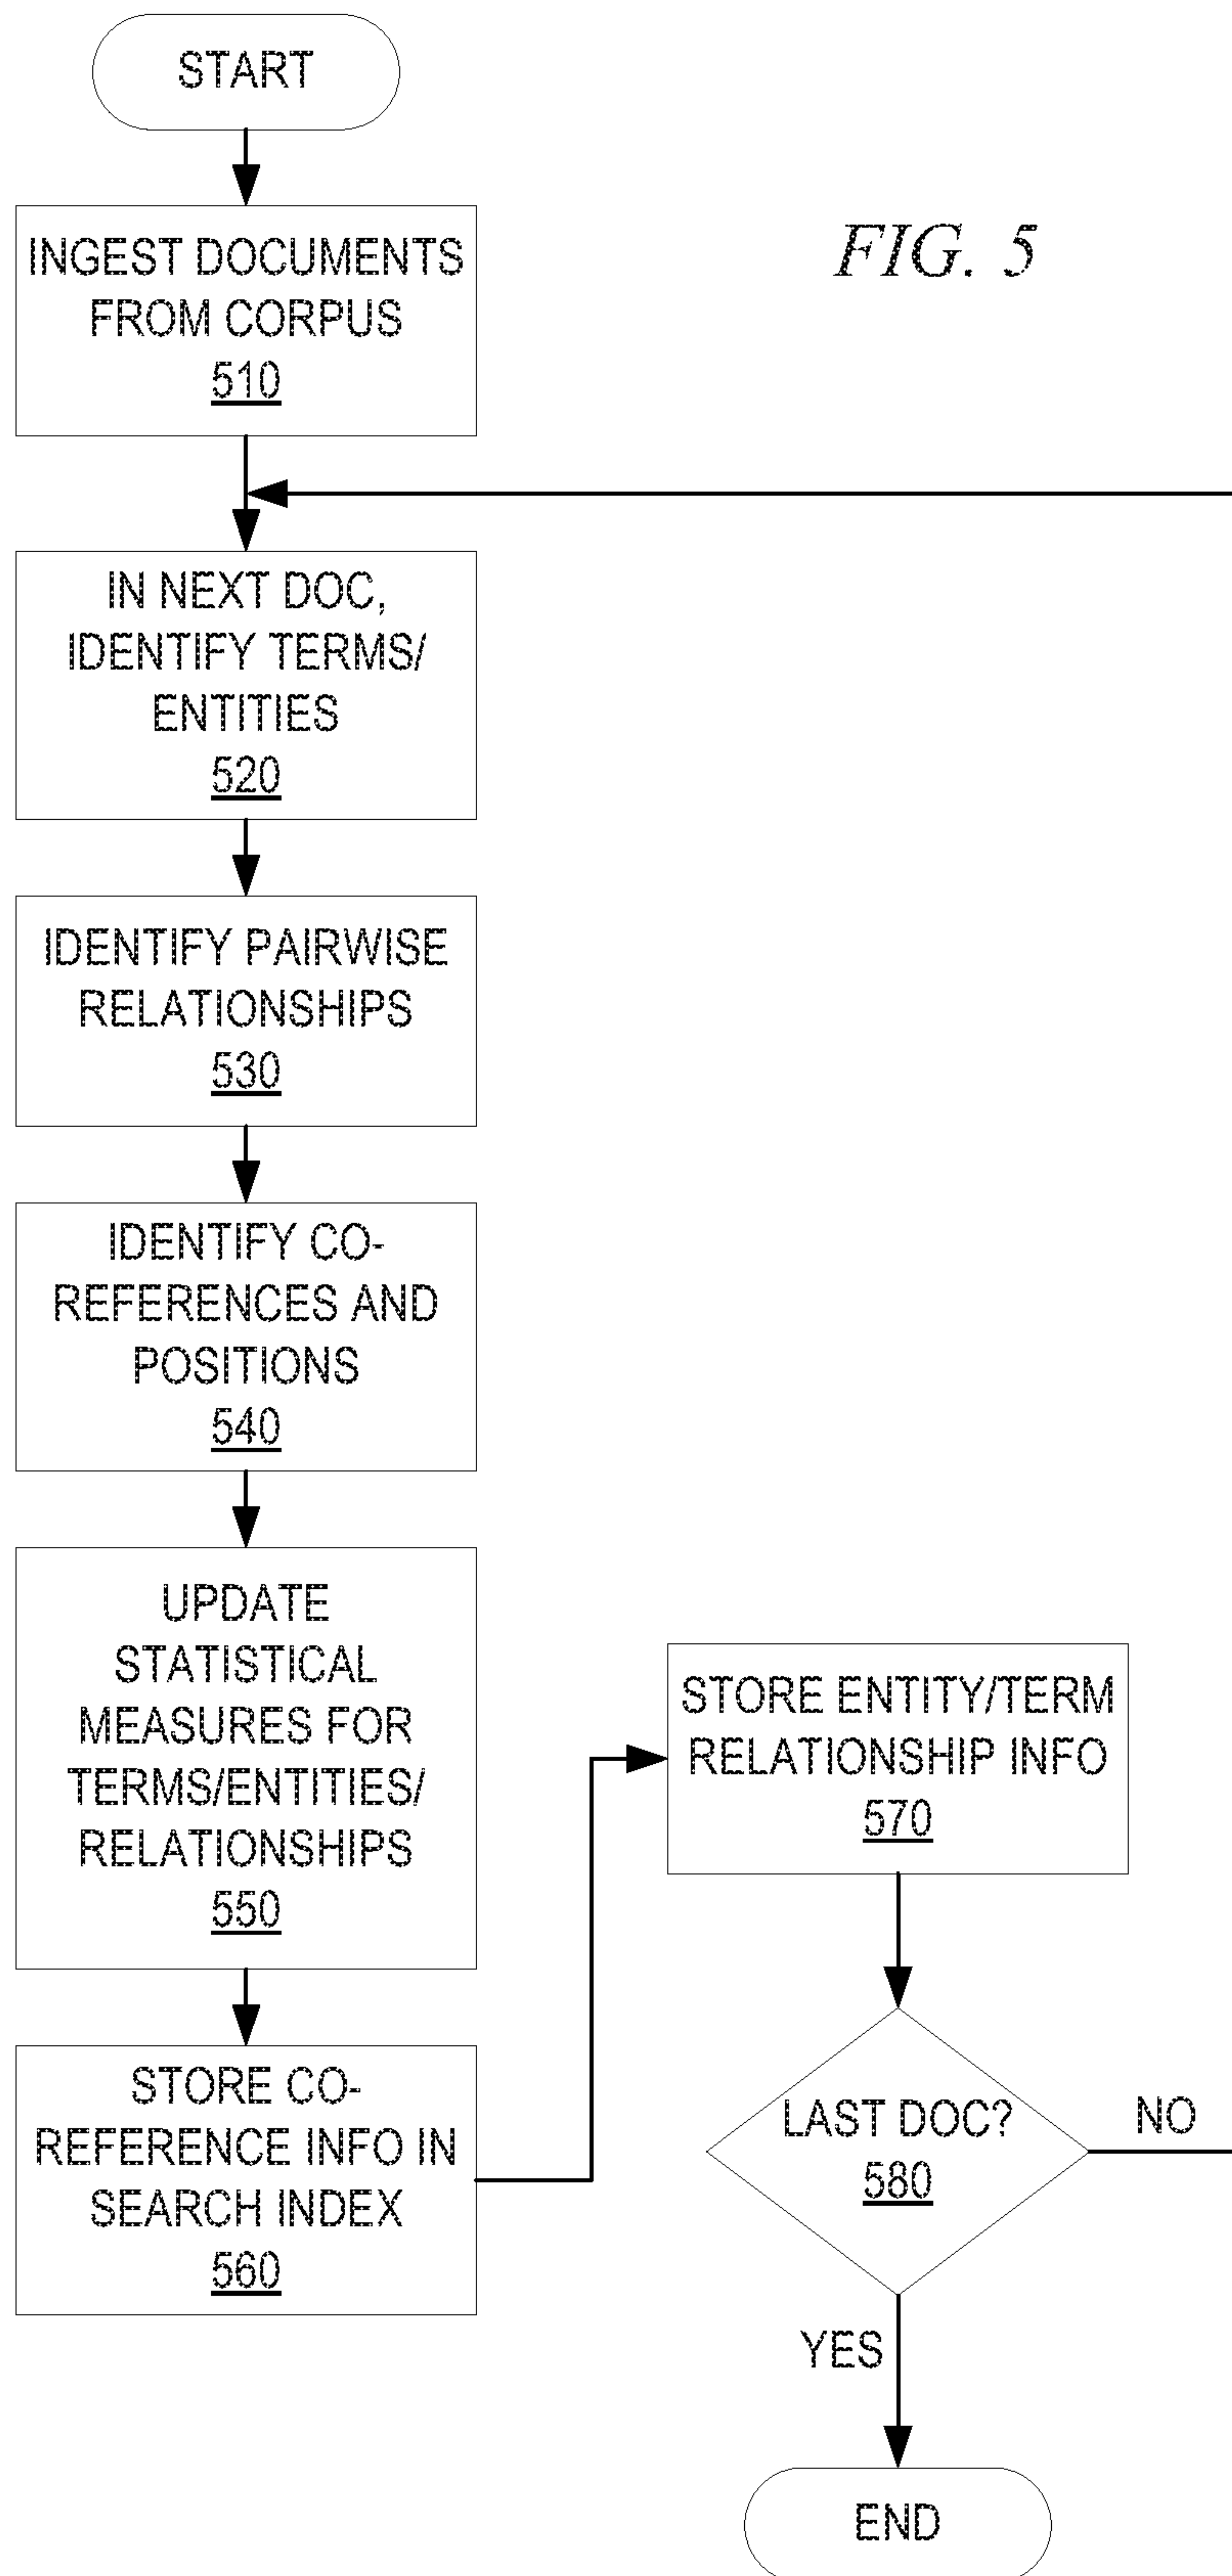 START
INGEST DOCUMENTS
FROM CORPUS
510
FIG. 5
IN NEXT DOC,
IDENTIFY TERMS/
ENTITIES
520
IDENTIFY PAIRWISE
RELATIONSHIPS
530
IDENTIFY CO-
REFERENCES AND
POSITIONS
540
UPDATE
STATISTICAL
MEASURES FOR
TERMS/ENTITIES/
RELATIONSHIPS
550
STORE CO-
REFERENCE INFO IN
SEARCH INDEX
560
STORE ENTITY/TERM
RELATIONSHIP INFO
570
LAST DOC?
580
NO
YES
END